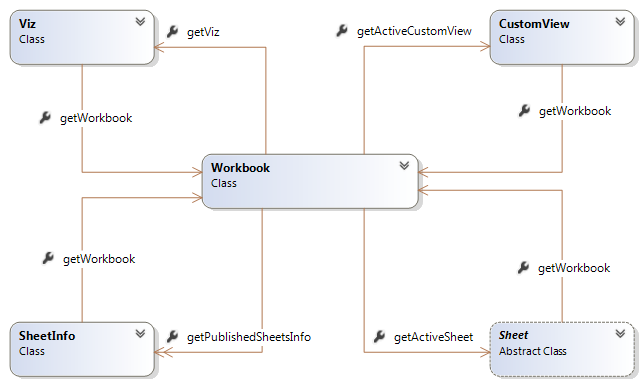 Viz
Class
getViz
getActiveCustomView
CustomView
Class
getWorkbook
getWorkbook
Workbook
Class
getWorkbook
getWorkbook
SheetInfo
Class
getPublishedSheetsInfo
getActiveSheet
Sheet
Abstract Class